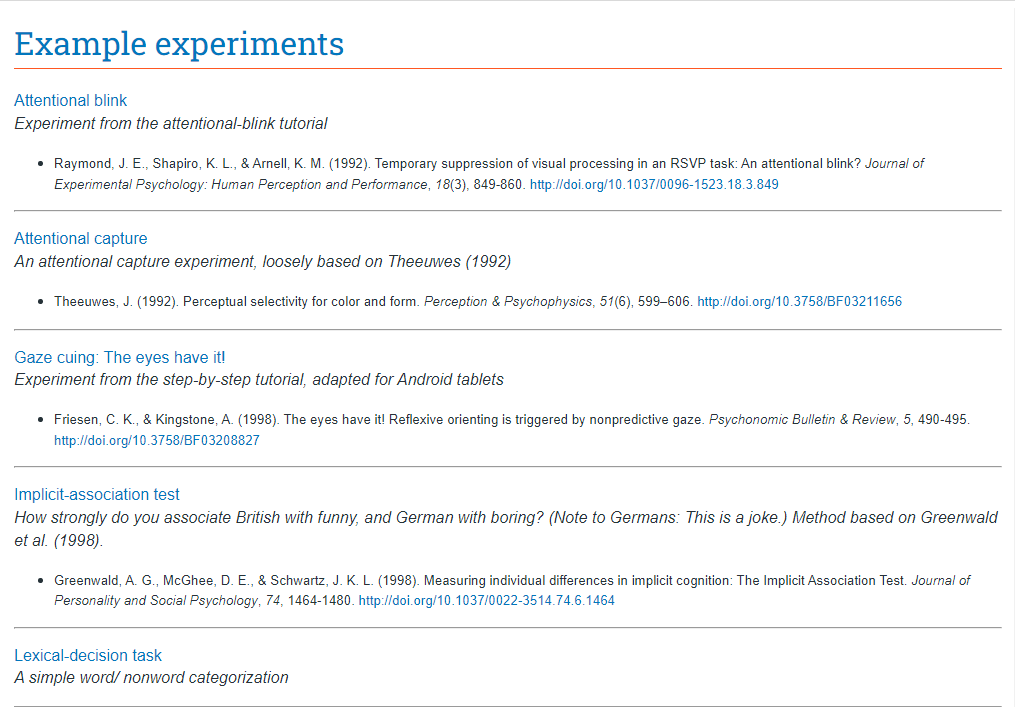 Example experiments
Attentional blink
Experiment from the attentional-blink tutorial
• Raymond, J. E., Shapiro, K. L., & Arnell, K. M. (1992). Temporary suppression of visual processing in an RSVP task: An attentional blink? Journal of
Experimental Psychology: Human Perception and Performance, 18(3), 849-860. http://doi.org/10.1037/0096-1523.18.3.849
Attentional capture
An attentional capture experiment, loosely based on Theeuwes (1992)
• Theeuwes, J. (1992). Perceptual selectivity for color and form. Perception & Psychophysics, 51(6), 599–606. http://doi.org/10.3758/BF03211656
Gaze cuing: The eyes have it!
Experiment from the step-by-step tutorial, adapted for Android tablets
• Friesen, C. K., & Kingstone, A. (1998). The eyes have it! Reflexive orienting is triggered by nonpredictive gaze. Psychonomic Bulletin & Review, 5, 490-495.
http://doi.org/10.3758/BF03208827
Implicit-association test
How strongly do you associate British with funny, and German with boring? (Note to Germans: This is a joke.) Method based on Greenwald
et al. (1998).
• Greenwald, A. G., McGhee, D. E., & Schwartz, J. K. L. (1998). Measuring individual differences in implicit cognition: The Implicit Association Test. Journal of
Personality and Social Psychology, 74, 1464-1480. http://doi.org/10.1037/0022-3514.74.6.1464
Lexical-decision task
A simple word/ nonword categorization